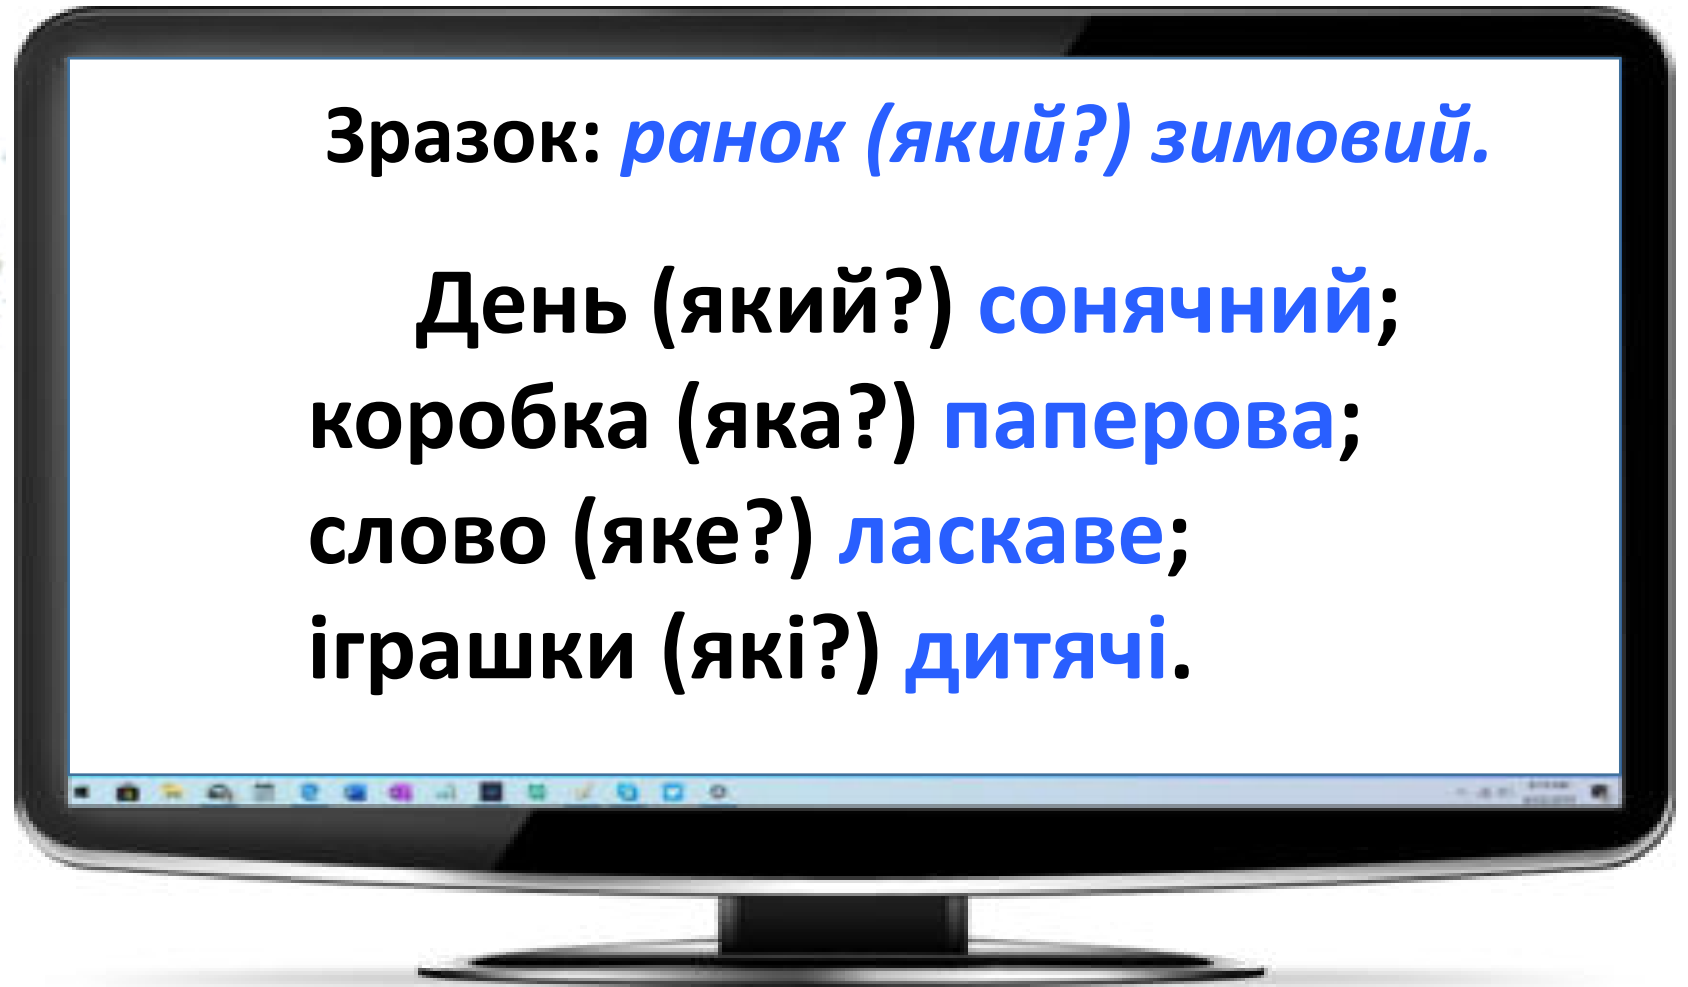 Зразок: ранок (який?) зимовий.
День (який?) сонячний;
коробка (яка?) паперова;
слово (яке?) ласкаве;
іграшки (які?) дитячі.